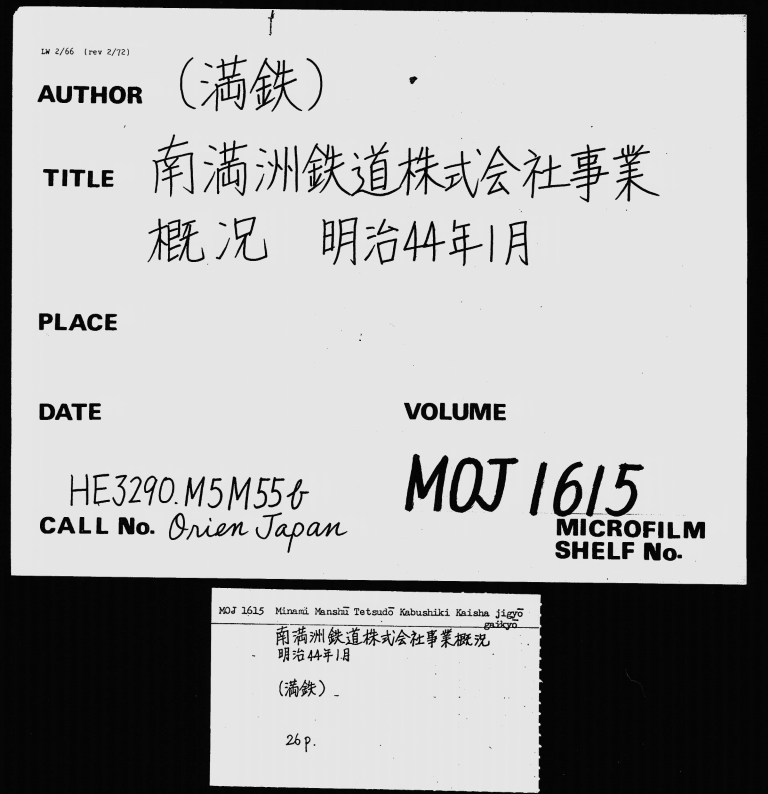 LW 2/66 (rev 2/72)
AUTHOR (満鉄)
TITLE 南満洲鉄道株式会社事業
概況 明治44年1月
PLACE
DATE VOLUME
HE3290.M5M55b MOJ 1615
CALL No. Orien Japan MICROFILM
SHELF No.
MOJ 1615 Minami Manshū Tetsudō Kabushiki Kaisha jigyō
gaikyō
南満洲鉄道株式会社事業概況
明治44年1月
(満鉄)
26p.